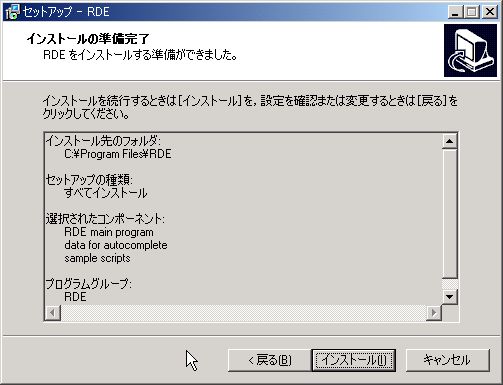 セットアップ - RDE
インストールの準備完了
RDE をインストールする準備ができました。
インストールを続行するときは[インストール]を，設定を確認または変更するときは[戻る]を
クリックしてください。
インストール先のフォルダ:
C:¥Program Files¥RDE
セットアップの種類:
すべてインストール
選択されたコンポーネント:
RDE main program
data for autocomplete
sample scripts
プログラムグループ:
RDE
< 戻る(B)
インストール(I)
キャンセル